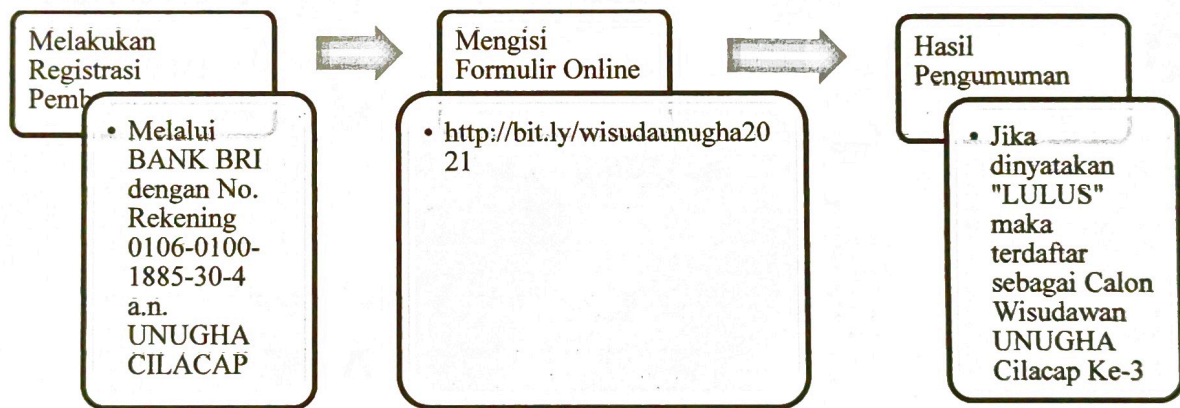 Melakukan
Registrasi
• Melalui
BANK BRI
dengan No.
Rekening
0106-0100-
1885-30-4
a.n.
UNUGHA
CILACAP
Mengisi
Formulir Online
• http://bit.ly/wisudaunugha20
21
Hasil
Pengumuman
• Jika
dinyatakan
"LULUS"
maka
terdaftar
sebagai Calon
Wisudawan
UNUGHA
Cilacap Ke-3